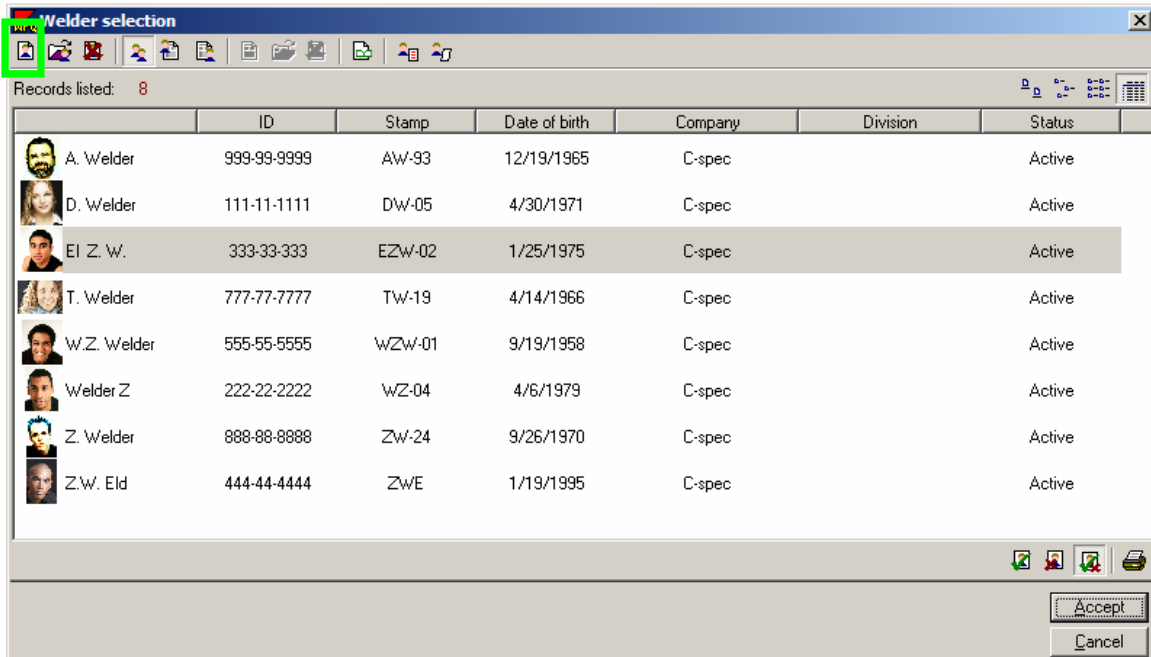 WPQ Welder selection
Records listed: 8
ID Stamp Date of birth Company Division Status
A. Welder 999-99-9999 AW-93 12/19/1965 C-spec Active
D. Welder 111-11-1111 DW-05 4/30/1971 C-spec Active
El Z. W. 333-33-333 EZW-02 1/25/1975 C-spec Active
T. Welder 777-77-7777 TW-19 4/14/1966 C-spec Active
W.Z. Welder 555-55-5555 WZW-01 9/19/1958 C-spec Active
Welder Z 222-22-2222 WZ-04 4/6/1979 C-spec Active
Z. Welder 888-88-8888 ZW-24 9/26/1970 C-spec Active
Z.W. Eld 444-44-4444 ZWE 1/19/1995 C-spec Active
Accept
Cancel